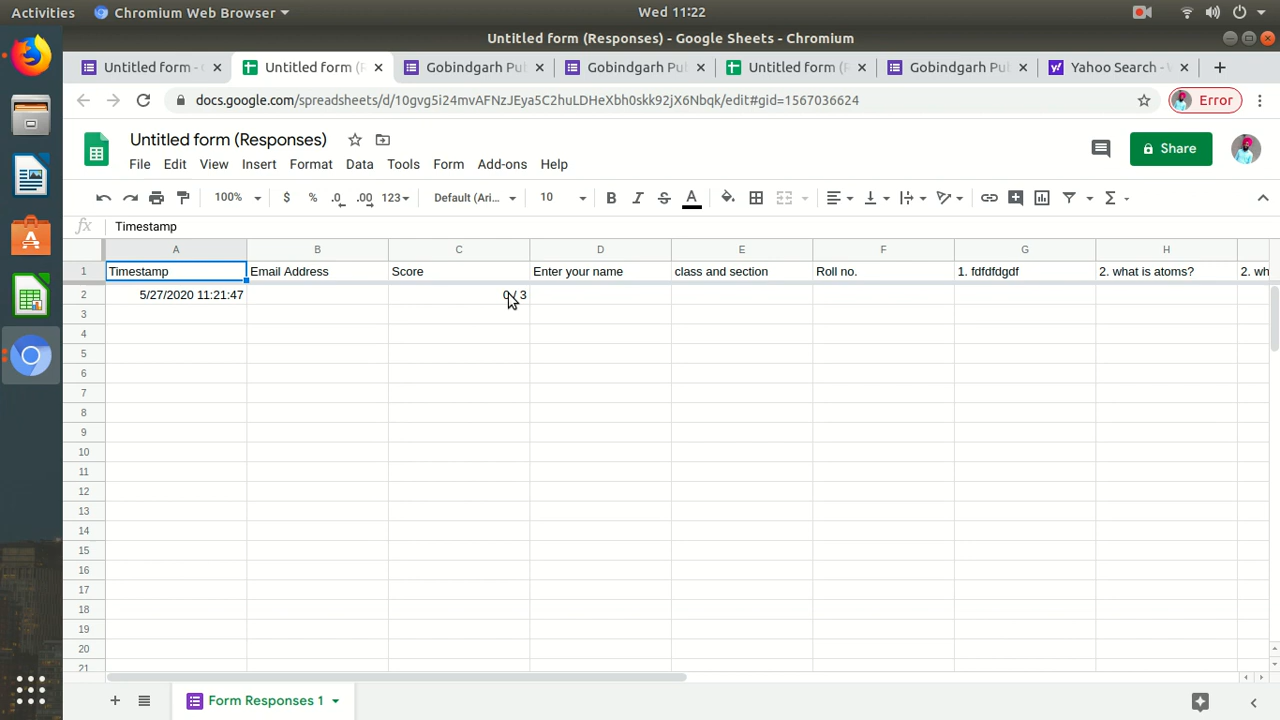 Activities
Chromium Web Browser
Wed 11:22
Untitled form (Responses) - Google Sheets - Chromium
Untitled form -
Untitled form (
Gobindgarh Pu
Gobindgarh Pu
Untitled form (
Gobindgarh Pu
Yahoo Search -
docs.google.com/spreadsheets/d/10gvg5i24mvAFNzJEya5C2huLDHeXbh0skk92jX6Nbqk/edit#gid=1567036624
Error
Untitled form (Responses)
File Edit View Insert Format Data Tools Form Add-ons Help
Share
100% $ % .0 .00 123 Default (Ari... 10 B I S A
fx Timestamp
A B C D E F G H
1 Timestamp Email Address Score Enter your name class and section Roll no. 1. fdfdfdgdf 2. what is atoms? 2. wh
2 5/27/2020 11:21:47 0 / 3
3
4
5
6
7
8
9
10
11
12
13
14
15
16
17
18
19
20
21
Form Responses 1